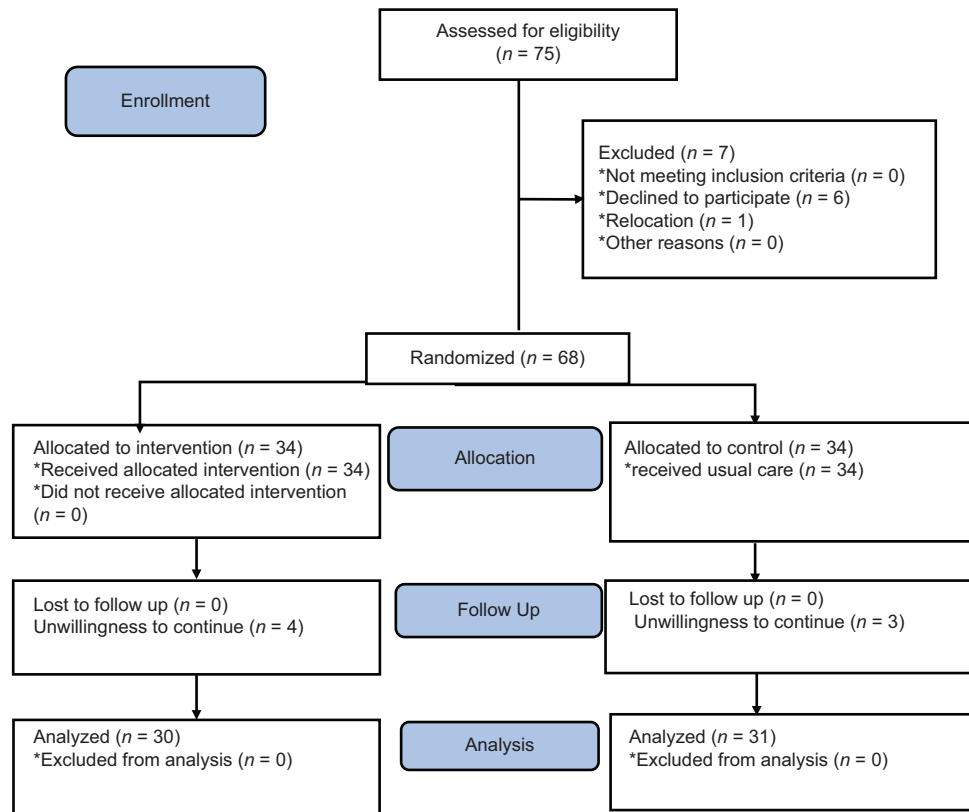 Assessed for eligibility
(n = 75)
Enrollment
Excluded (n = 7)
*Not meeting inclusion criteria (n = 0)
*Declined to participate (n = 6)
*Relocation (n = 1)
*Other reasons (n = 0)
Randomized (n = 68)
Allocated to intervention (n = 34)
*Received allocated intervention (n = 34)
*Did not receive allocated intervention
(n = 0)
Allocation
Allocated to control (n = 34)
*received usual care (n = 34)
Lost to follow up (n = 0)
Unwillingness to continue (n = 4)
Follow Up
Lost to follow up (n = 0)
Unwillingness to continue (n = 3)
Analyzed (n = 30)
*Excluded from analysis (n = 0)
Analysis
Analyzed (n = 31)
*Excluded from analysis (n = 0)